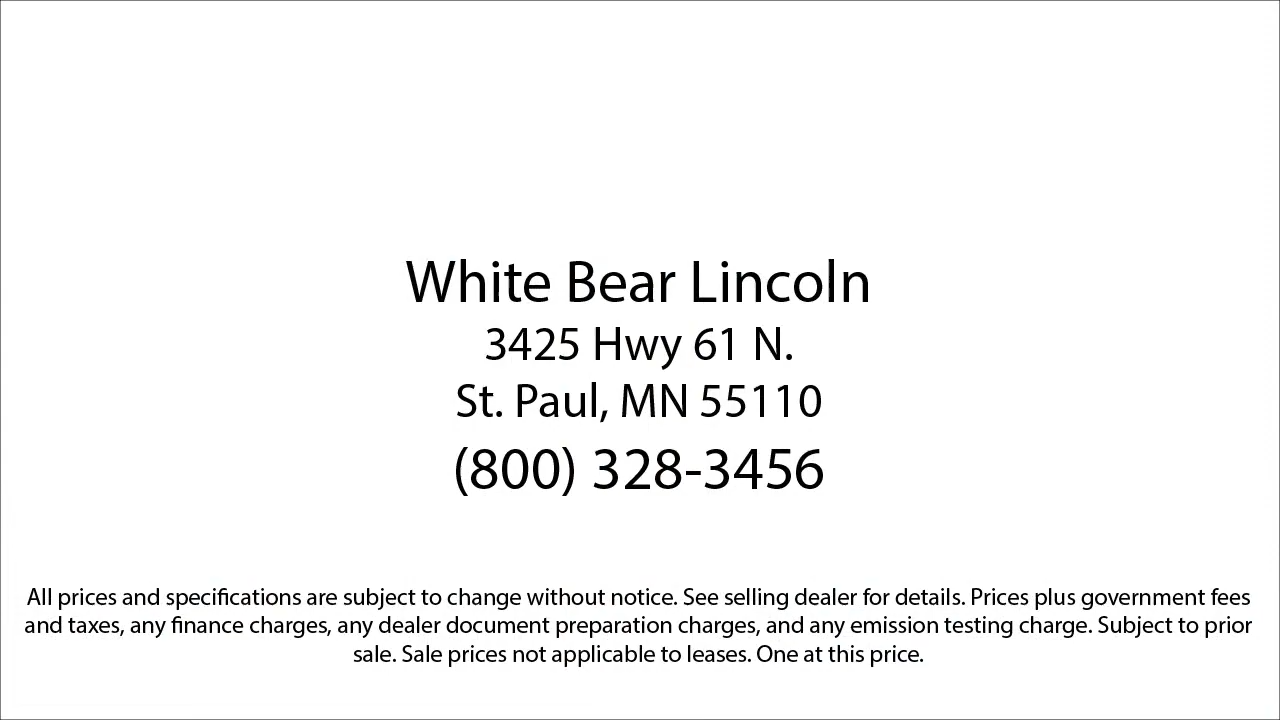 White Bear Lincoln
3425 Hwy 61 N.
St. Paul, MN 55110
(800) 328-3456
All prices and specifications are subject to change without notice. See selling dealer for details. Prices plus government fees
and taxes, any finance charges, any dealer document preparation charges, and any emission testing charge. Subject to prior
sale. Sale prices not applicable to leases. One at this price.